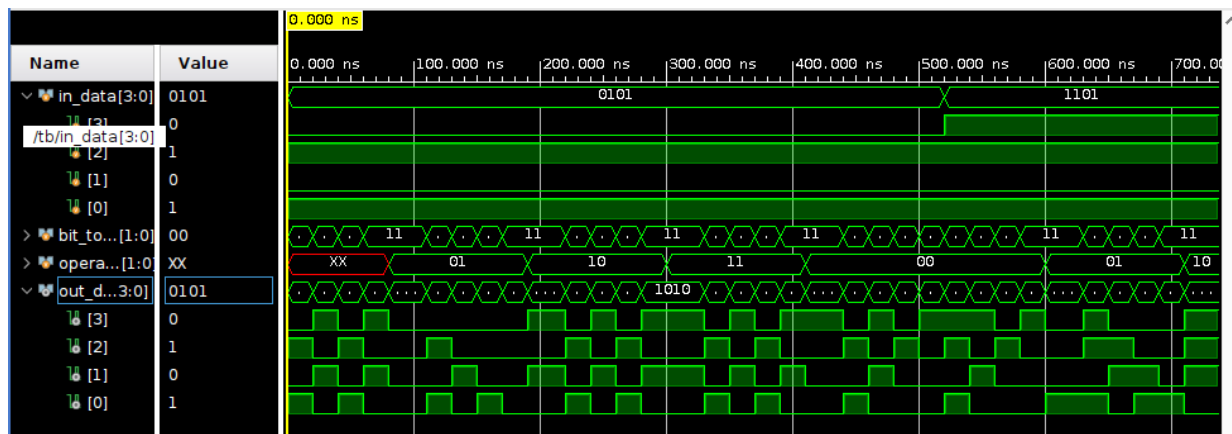 0.000 ns
Name Value 0.000 ns 100.000 ns 200.000 ns 300.000 ns 400.000 ns 500.000 ns 600.000 ns 700.0
in_data[3:0] 0101 0101 1101
[3] 0
/tb/in_data[3:0]
[2] 1
[1] 0
[0] 1
bit_to...[1:0] 00 . . . 11 . . . 11 . . . 11 . . . 11 . . . . . . . 11 . . . 11
opera...[1:0] XX XX 01 10 11 00 01 10
out_d...3:0] 0101 1010
[3] 0
[2] 1
[1] 0
[0] 1